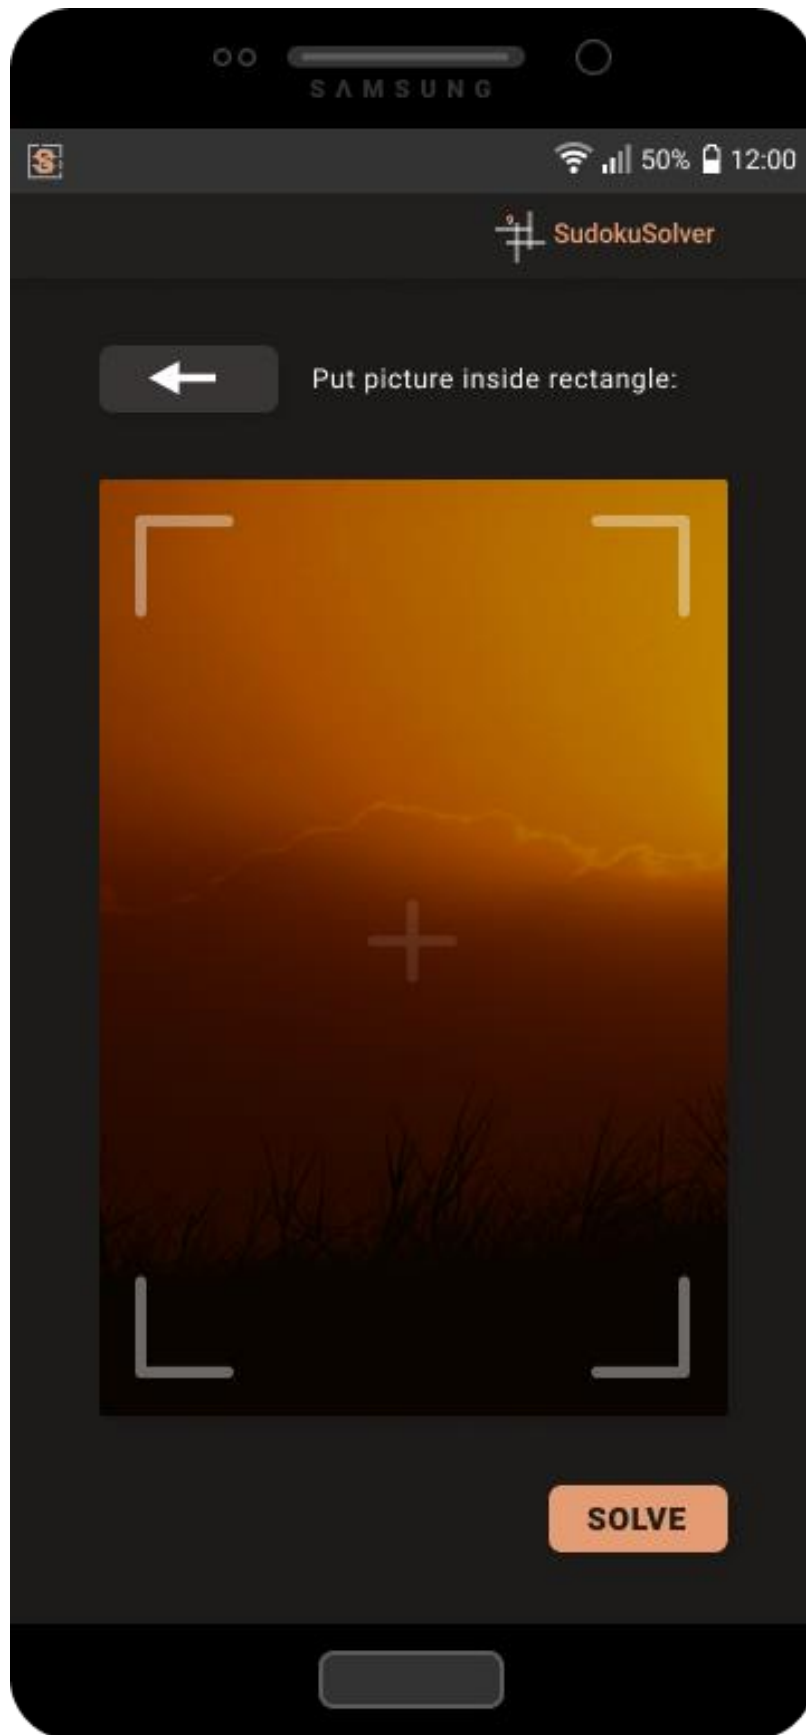 SAMSUNG
50% 12:00
SudokuSolver
Put picture inside rectangle:
SOLVE